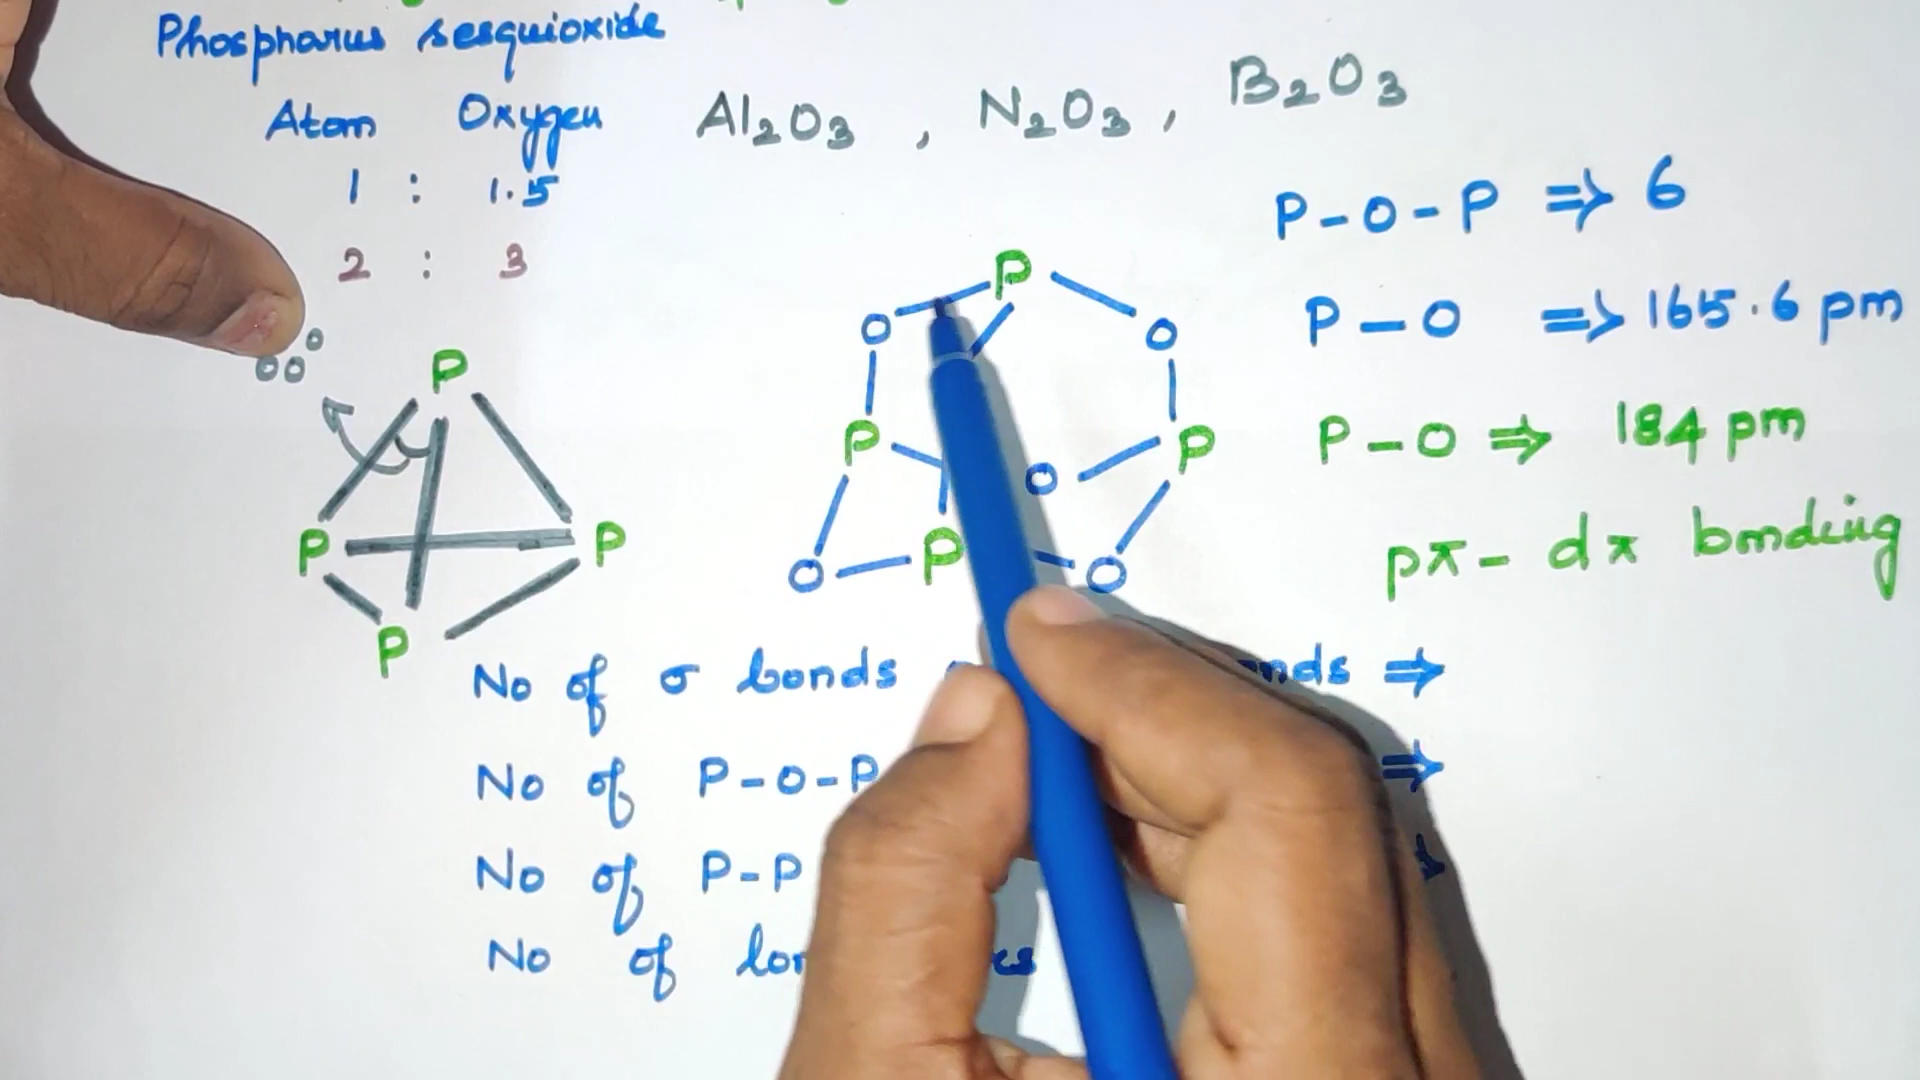 Phospharus sesquioxide
Atom Oxygen Al2O3 , N2O3 , B2O3
1 : 1.5
2 : 3
P-O-P ⇒ 6
P-O ⇒ 165.6 pm
P-O ⇒ 184 pm
pπ- dπ bonding
P
O O
P P
O
O P O
P
P P
P
No of σ bonds ⇒
No of P-O-P ⇒
No of P-P
No of